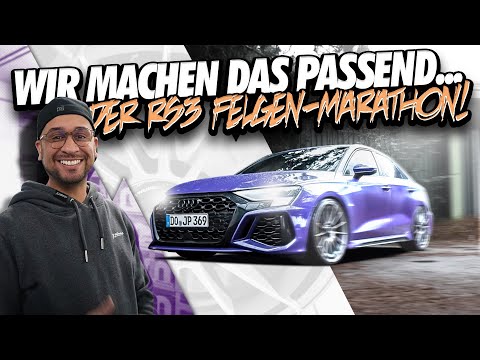 WIR MACHEN DAS PASSEND...
DER RS3 FELGEN-MARATHON!
DO JP 369